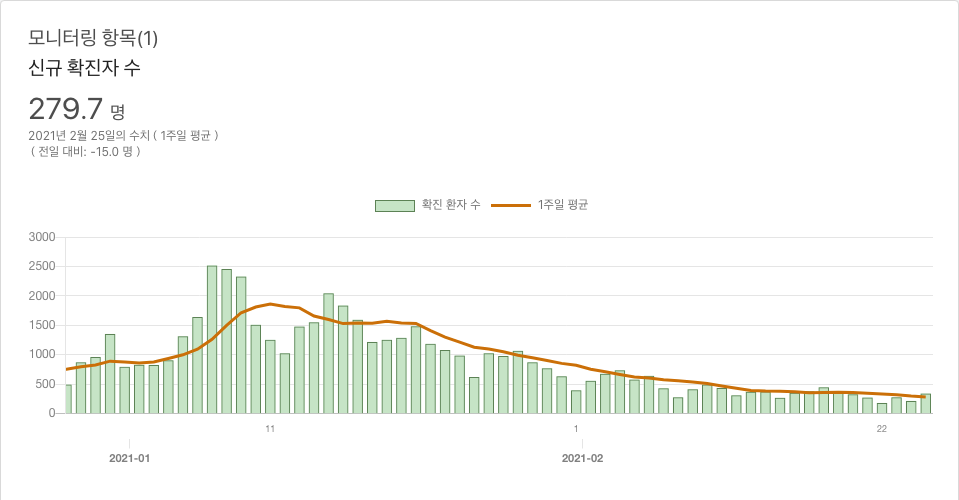 모니터링 항목(1)
신규 확진자 수
279.7 명
2021년 2월 25일의 수치 ( 1주일 평균 )
( 전일 대비: -15.0 명 )
확진 환자 수 1주일 평균
3000
2500
2000
1500
1000
500
0
11 1 22
2021-01 2021-02